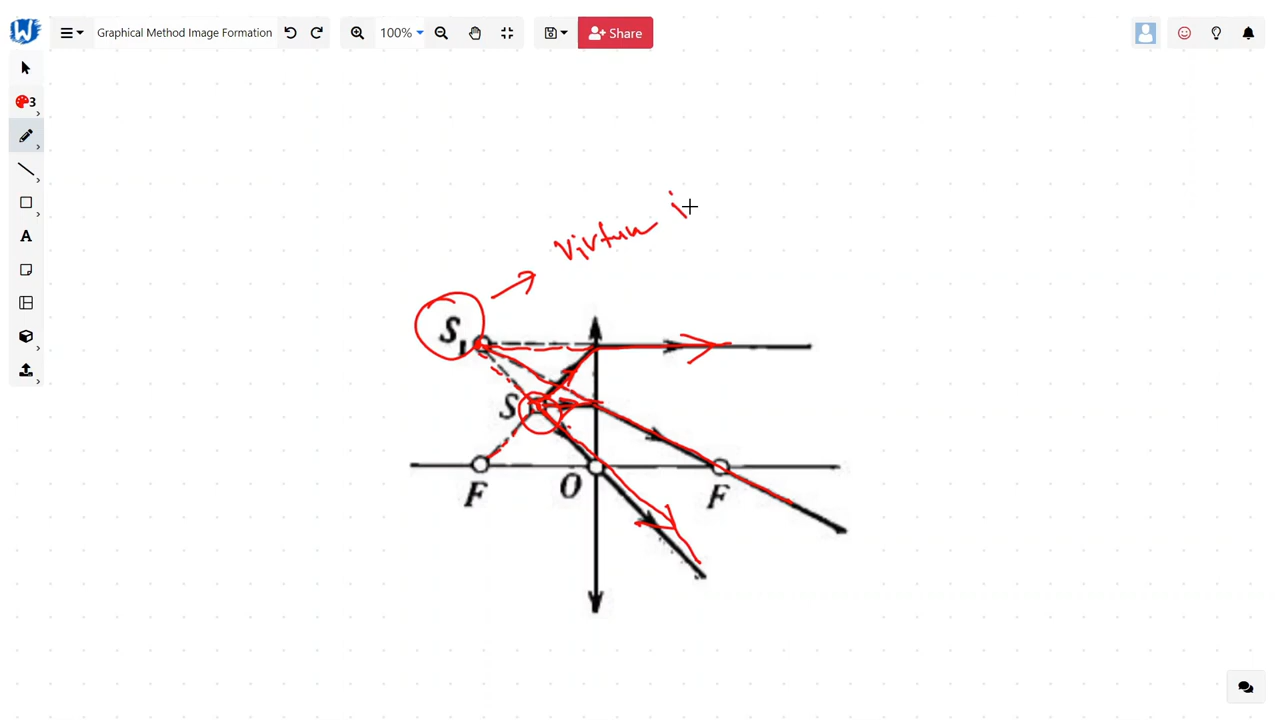 Graphical Method Image Formation
100%
Share
3
A
Virtua i
S1
S
F
O
F